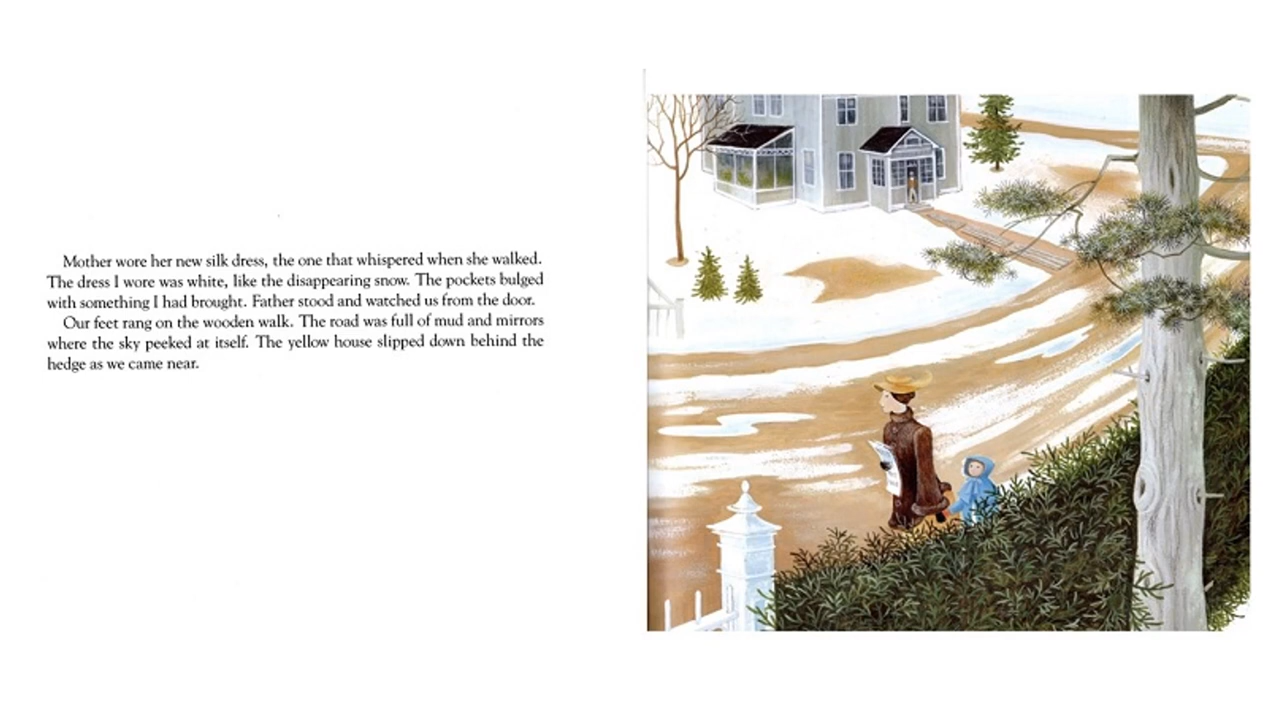 Mother wore her new silk dress, the one that whispered when she walked.
The dress I wore was white, like the disappearing snow. The pockets bulged
with something I had brought. Father stood and watched us from the door.
Our feet rang on the wooden walk. The road was full of mud and mirrors
where the sky peeked at itself. The yellow house slipped down behind the
hedge as we came near.